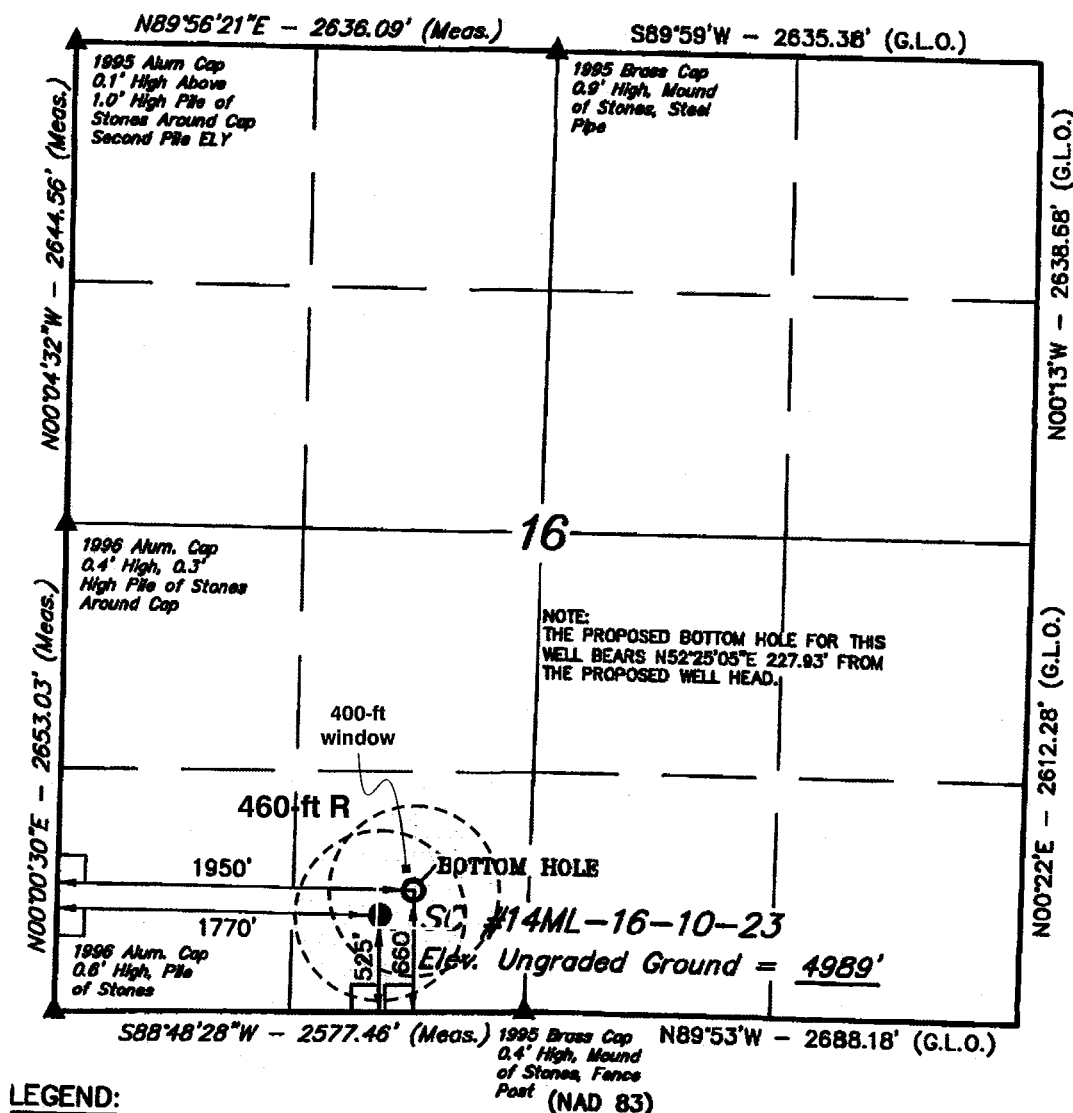 N89°56'21"E - 2636.09' (Meas.)
S89°59'W - 2635.38' (G.L.O.)
1995 Alum Cap
0.1' High Above
1.0' High Pile of
Stones Around Cap
Second Pile ELY
1995 Brass Cap
0.9' High, Mound
of Stones, Steel
Pipe
N00°04'32"W - 2644.56' (Meas.)
N00°13'W - 2638.68' (G.L.O.)
16
1996 Alum. Cap
0.4' High, 0.3'
High Pile of Stones
Around Cap
NOTE:
THE PROPOSED BOTTOM HOLE FOR THIS
WELL BEARS N52°25'05"E 227.93' FROM
THE PROPOSED WELL HEAD.
N00°00'30"E - 2653.03' (Meas.)
N00°22'E - 2612.28' (G.L.O.)
400-ft
window
460-ft R
1950'
BOTTOM HOLE
1770'
SC #14ML-16-10-23
525'
660'
Elev. Ungraded Ground = 4989'
1996 Alum. Cap
0.6' High, Pile
of Stones
S88°48'28"W - 2577.46' (Meas.)
1995 Brass Cap
0.4' High, Mound
of Stones, Fence
Post
N89°53'W - 2688.18' (G.L.O.)
LEGEND:
(NAD 83)